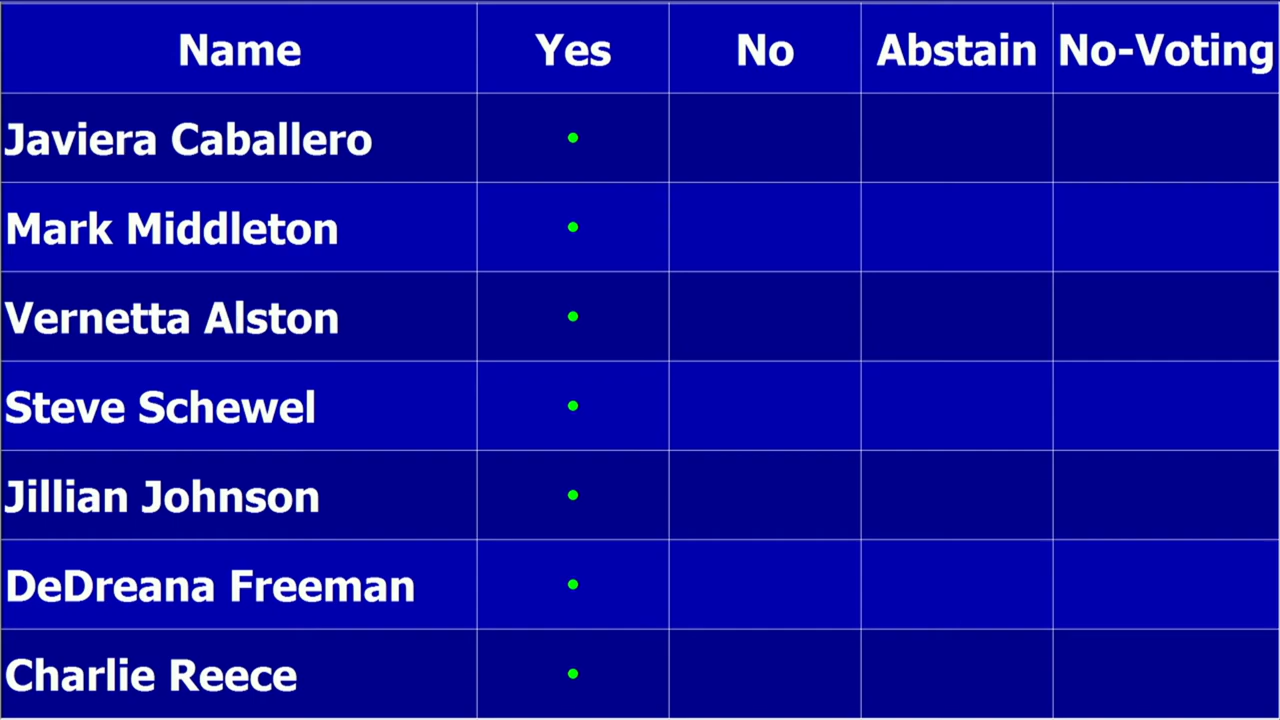 Name Yes No Abstain No-Voting
Javiera Caballero
Mark Middleton
Vernetta Alston
Steve Schewel
Jillian Johnson
DeDreana Freeman
Charlie Reece